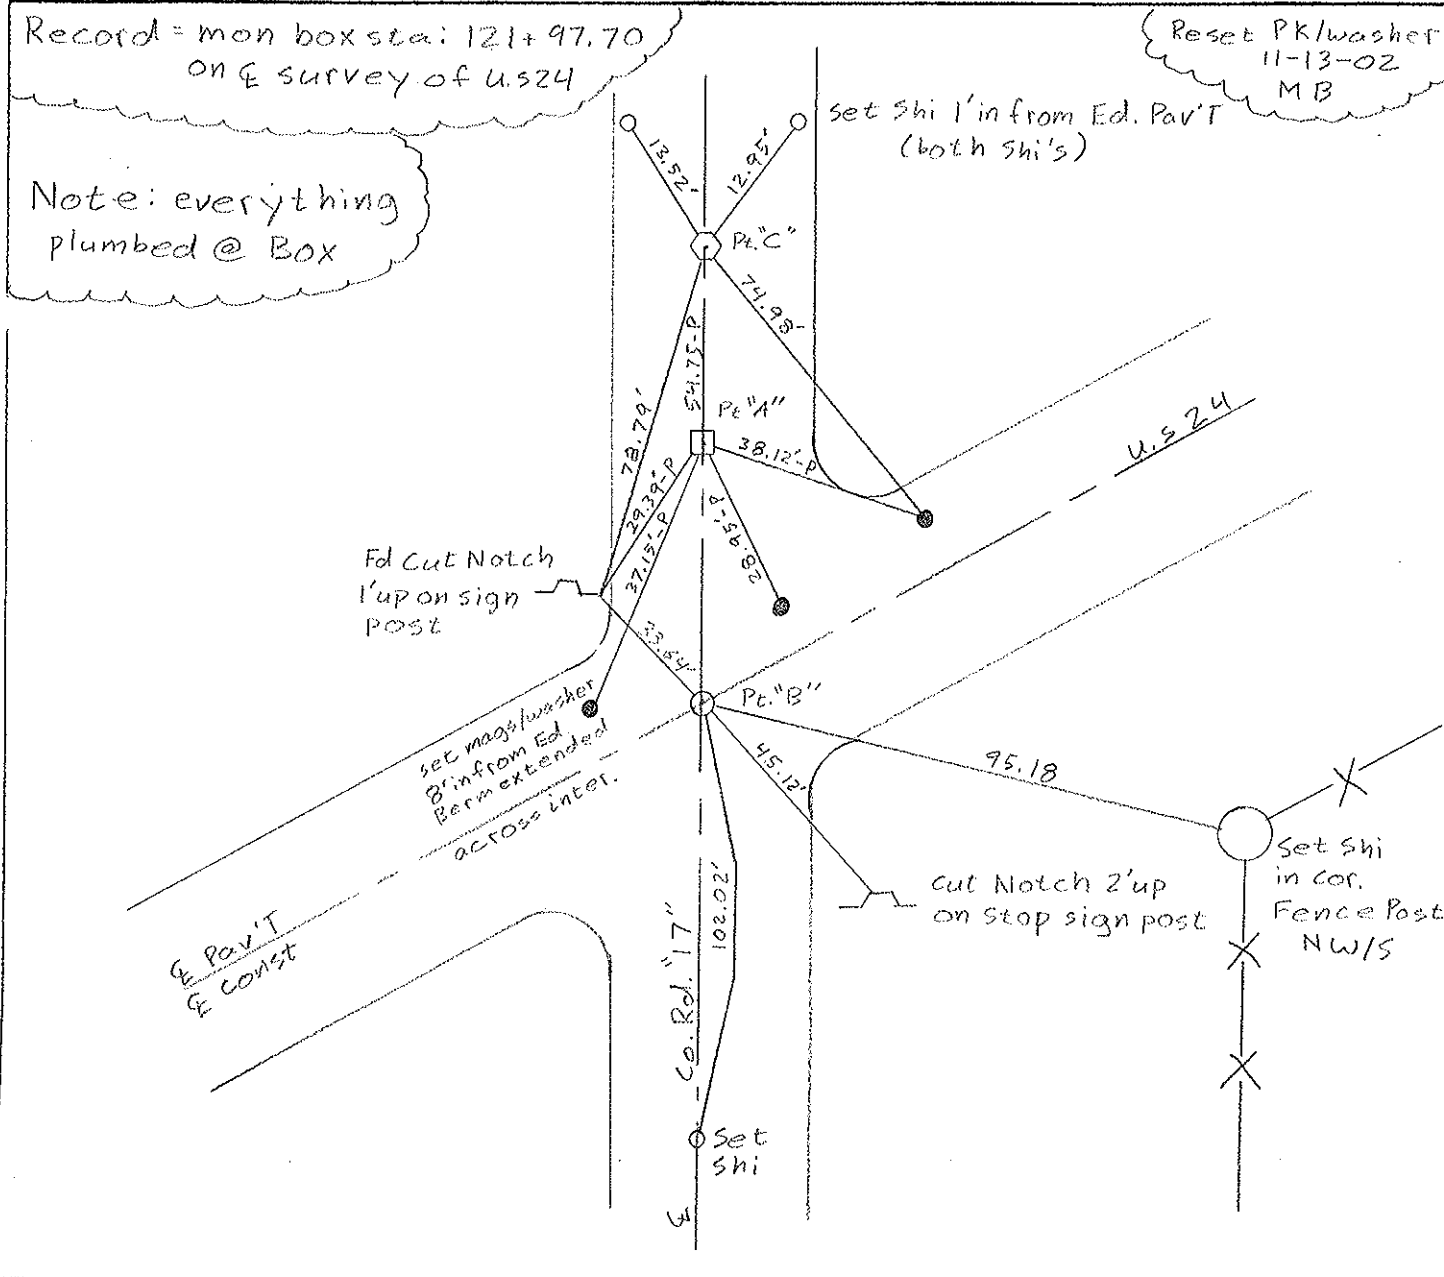 Record = mon box sta: 121+97.70
on ℄ survey of U.S24
Reset PK/washer
11-13-02
MB
set Shi 1' in from Ed. Pav'T
(both Shi's)
Note: everything
plumbed @ Box
13.52'
12.95'
Pt. "C"
74.98'
54.75-P
78.79'
Pt "A"
38.12'-P
29.39'-P
37.15'-P
28.95'-P
U.S 24
Fd Cut Notch
1' up on sign
Post
Pt. "B"
set mags/washer
8' in from Ed
Berm extended
across inter.
45.12'
95.18
Set Shi
in Cor.
Fence Post
NW/S
Cut Notch 2' up
on Stop sign post
102.02'
Co. Rd. "17"
℄ Pav'T
℄ Const
Set
Shi
℄